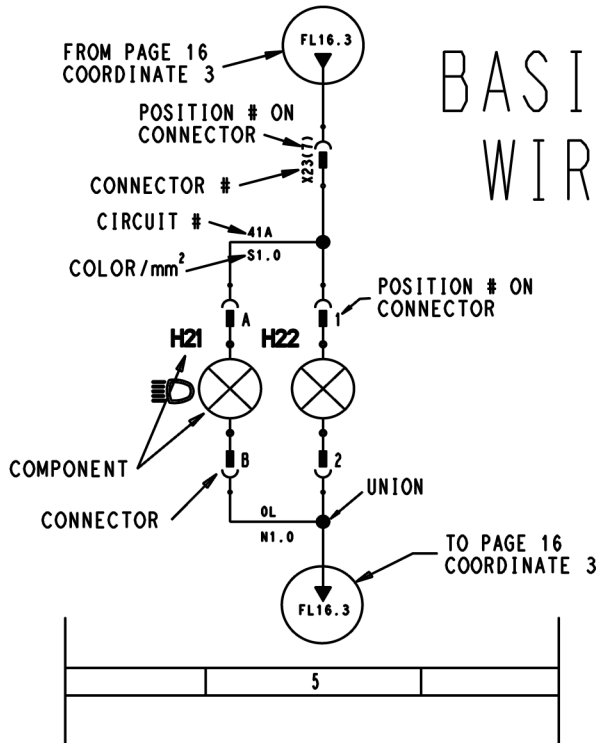 FL16.3
FROM PAGE 16
COORDINATE 3
BASI
WIR
POSITION # ON
CONNECTOR
X23(7)
CONNECTOR #
CIRCUIT #
41A
S1.0
COLOR/mm²
POSITION # ON
CONNECTOR
A
1
H21
H22
COMPONENT
B
2
CONNECTOR
UNION
0L
N1.0
TO PAGE 16
COORDINATE 3
FL16.3
5